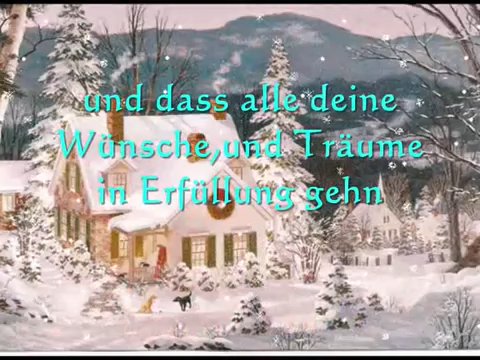 und dass alle deine
Wünsche,und Träume
in Erfüllung gehn